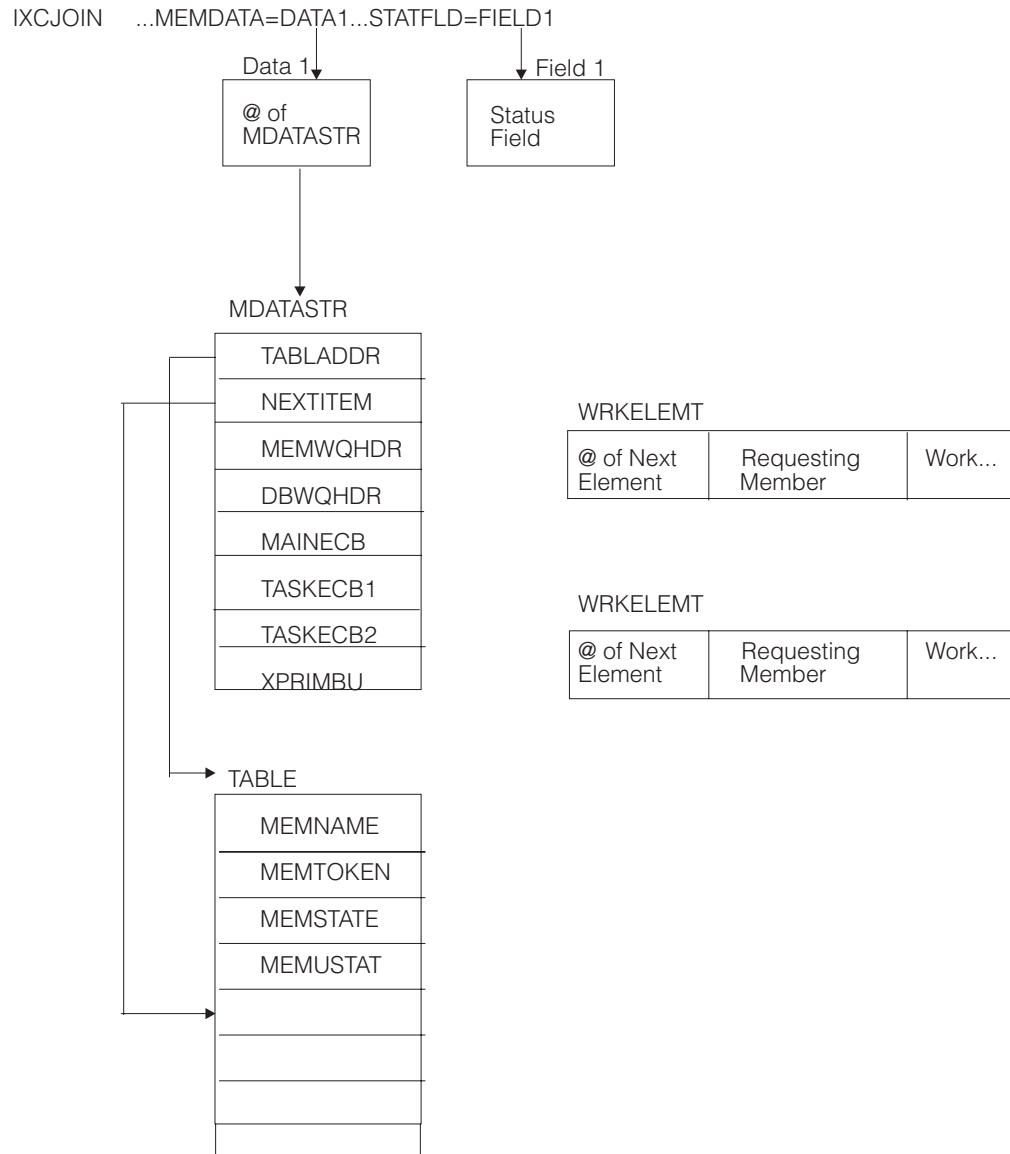 IXCJOIN ...MEMDATA=DATA1...STATFLD=FIELD1
Data 1
Field 1
@ of
MDATASTR
Status
Field
MDATASTR
TABLADDR
NEXTITEM
MEMWQHDR
DBWQHDR
MAINECB
TASKECB1
TASKECB2
XPRIMBU
WRKELEMT
@ of Next
Element
Requesting
Member
Work...
WRKELEMT
@ of Next
Element
Requesting
Member
Work...
TABLE
MEMNAME
MEMTOKEN
MEMSTATE
MEMUSTAT